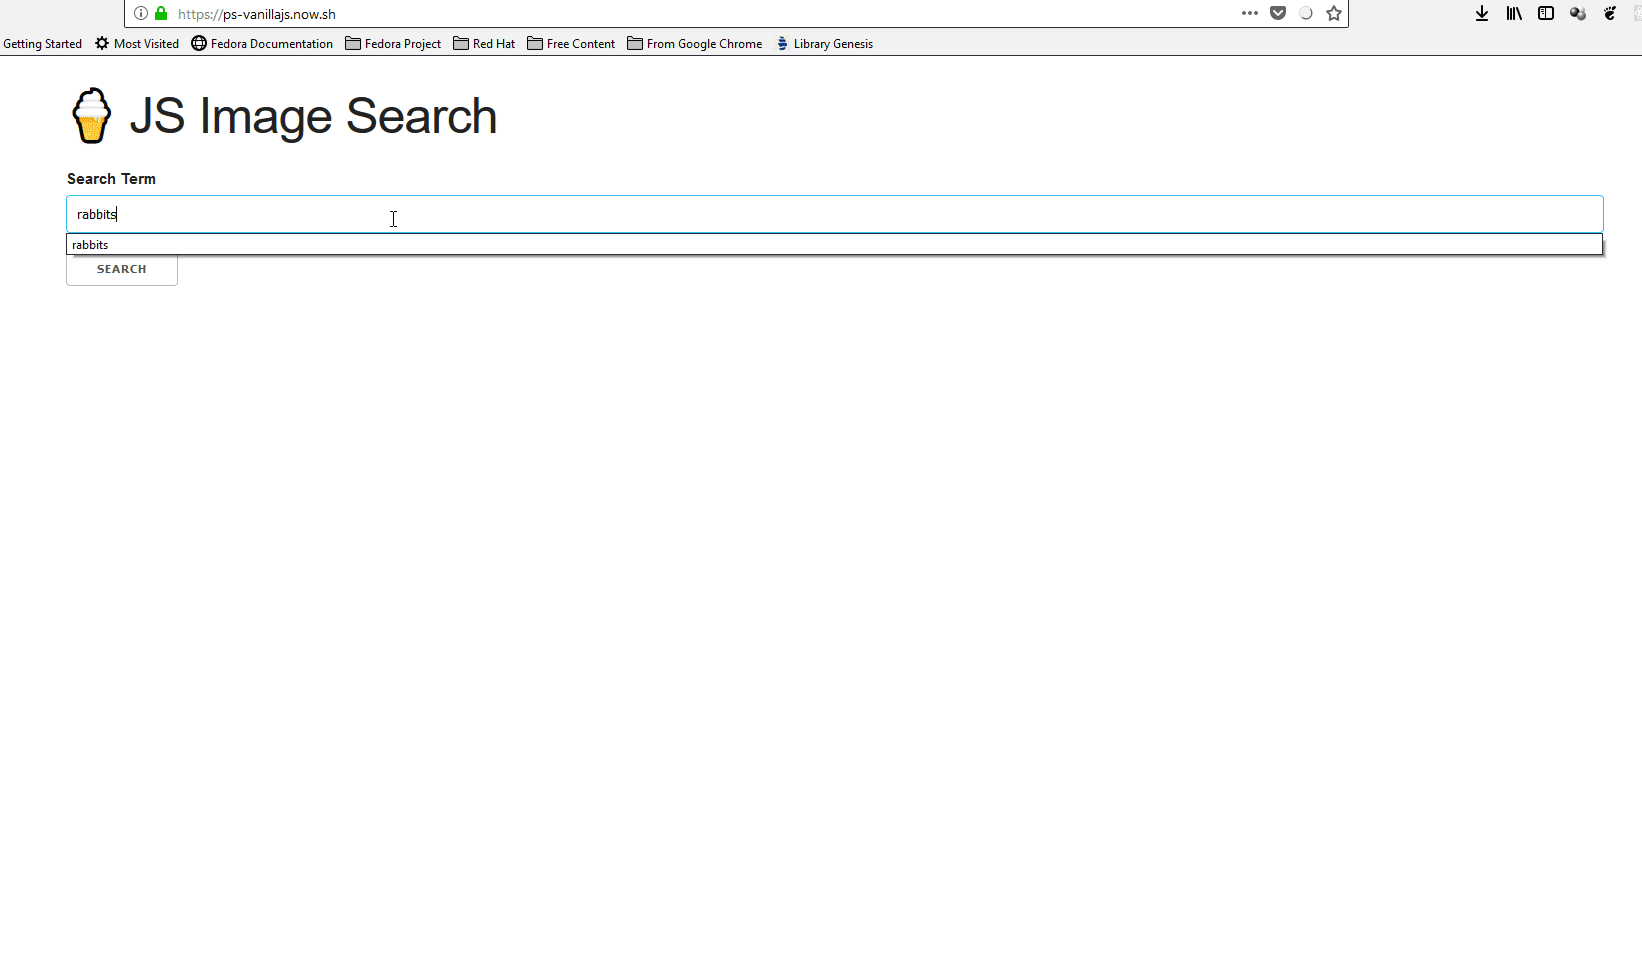 https://ps-vanillajs.now.sh
Getting Started Most Visited Fedora Documentation Fedora Project Red Hat Free Content From Google Chrome Library Genesis
JS Image Search
Search Term
rabbits
rabbits
SEARCH